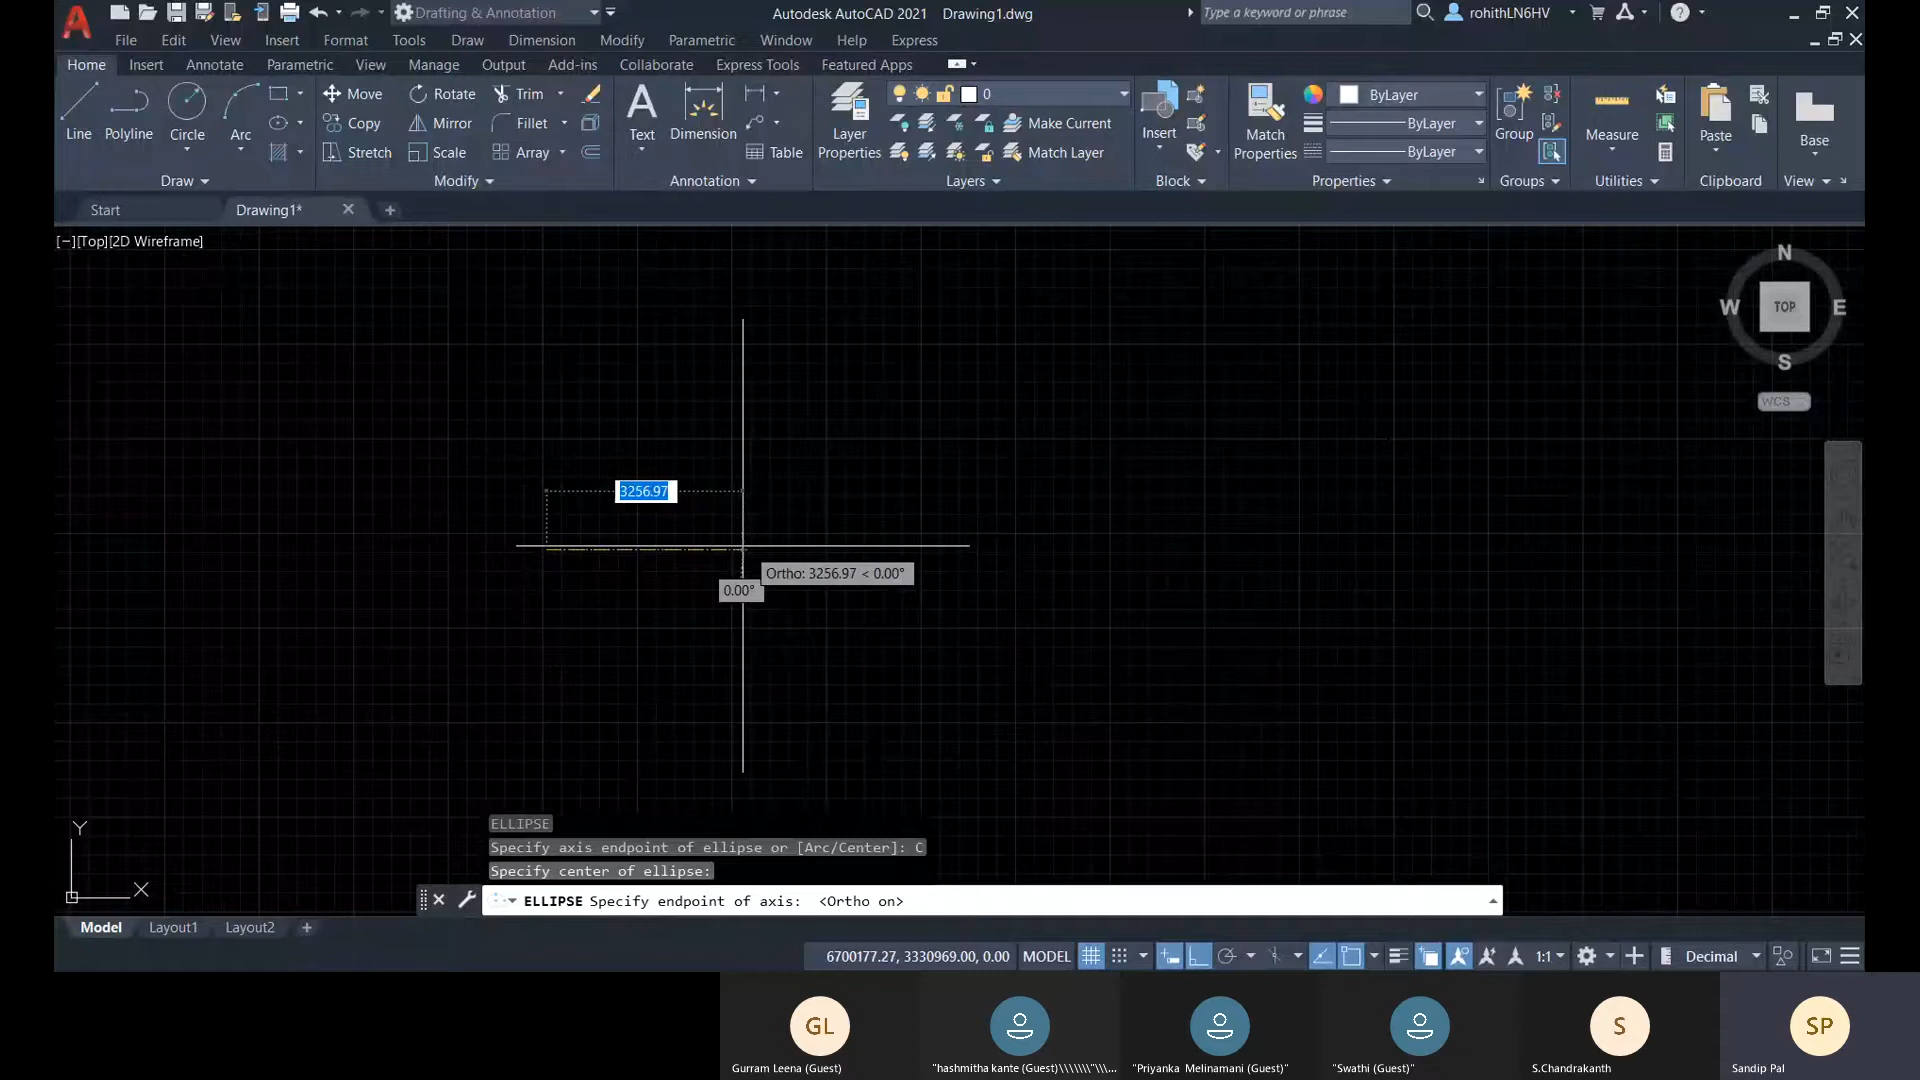 Drafting & Annotation
Autodesk AutoCAD 2021 Drawing1.dwg
Type a keyword or phrase
rohithLN6HV
File Edit View Insert Format Tools Draw Dimension Modify Parametric Window Help Express
Home Insert Annotate Parametric View Manage Output Add-ins Collaborate Express Tools Featured Apps
Line Polyline Circle Arc
Move Rotate Trim
Copy Mirror Fillet
Stretch Scale Array
Text Dimension Table
Layer Properties
0
Make Current
Match Layer
Insert
Match Properties
ByLayer
ByLayer
ByLayer
Group
Measure
Paste
Base
Draw Modify Annotation Layers Block Properties Groups Utilities Clipboard View
Start Drawing1*
[−][Top][2D Wireframe]
N
W TOP E
S
WCS
3256.97
Ortho: 3256.97 < 0.00°
0.00°
Y
X
ELLIPSE
Specify axis endpoint of ellipse or [Arc/Center]: C
Specify center of ellipse:
ELLIPSE Specify endpoint of axis: <Ortho on>
Model Layout1 Layout2
6700177.27, 3330969.00, 0.00 MODEL 1:1 Decimal
GL S SP
Gurram Leena (Guest) "hashmitha kante (Guest)\\\\\\\"\\... "Priyanka Melinamani (Guest)" "Swathi (Guest)" S.Chandrakanth Sandip Pal